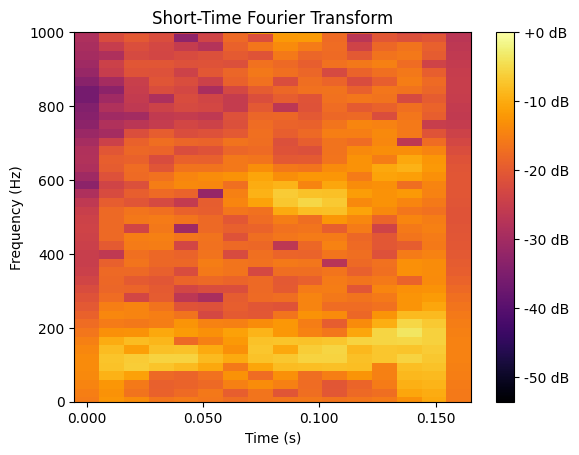 Short-Time Fourier Transform
Frequency (Hz)
1000
800
600
400
200
0
0.000
0.050
0.100
0.150
Time (s)
+0 dB
-10 dB
-20 dB
-30 dB
-40 dB
-50 dB